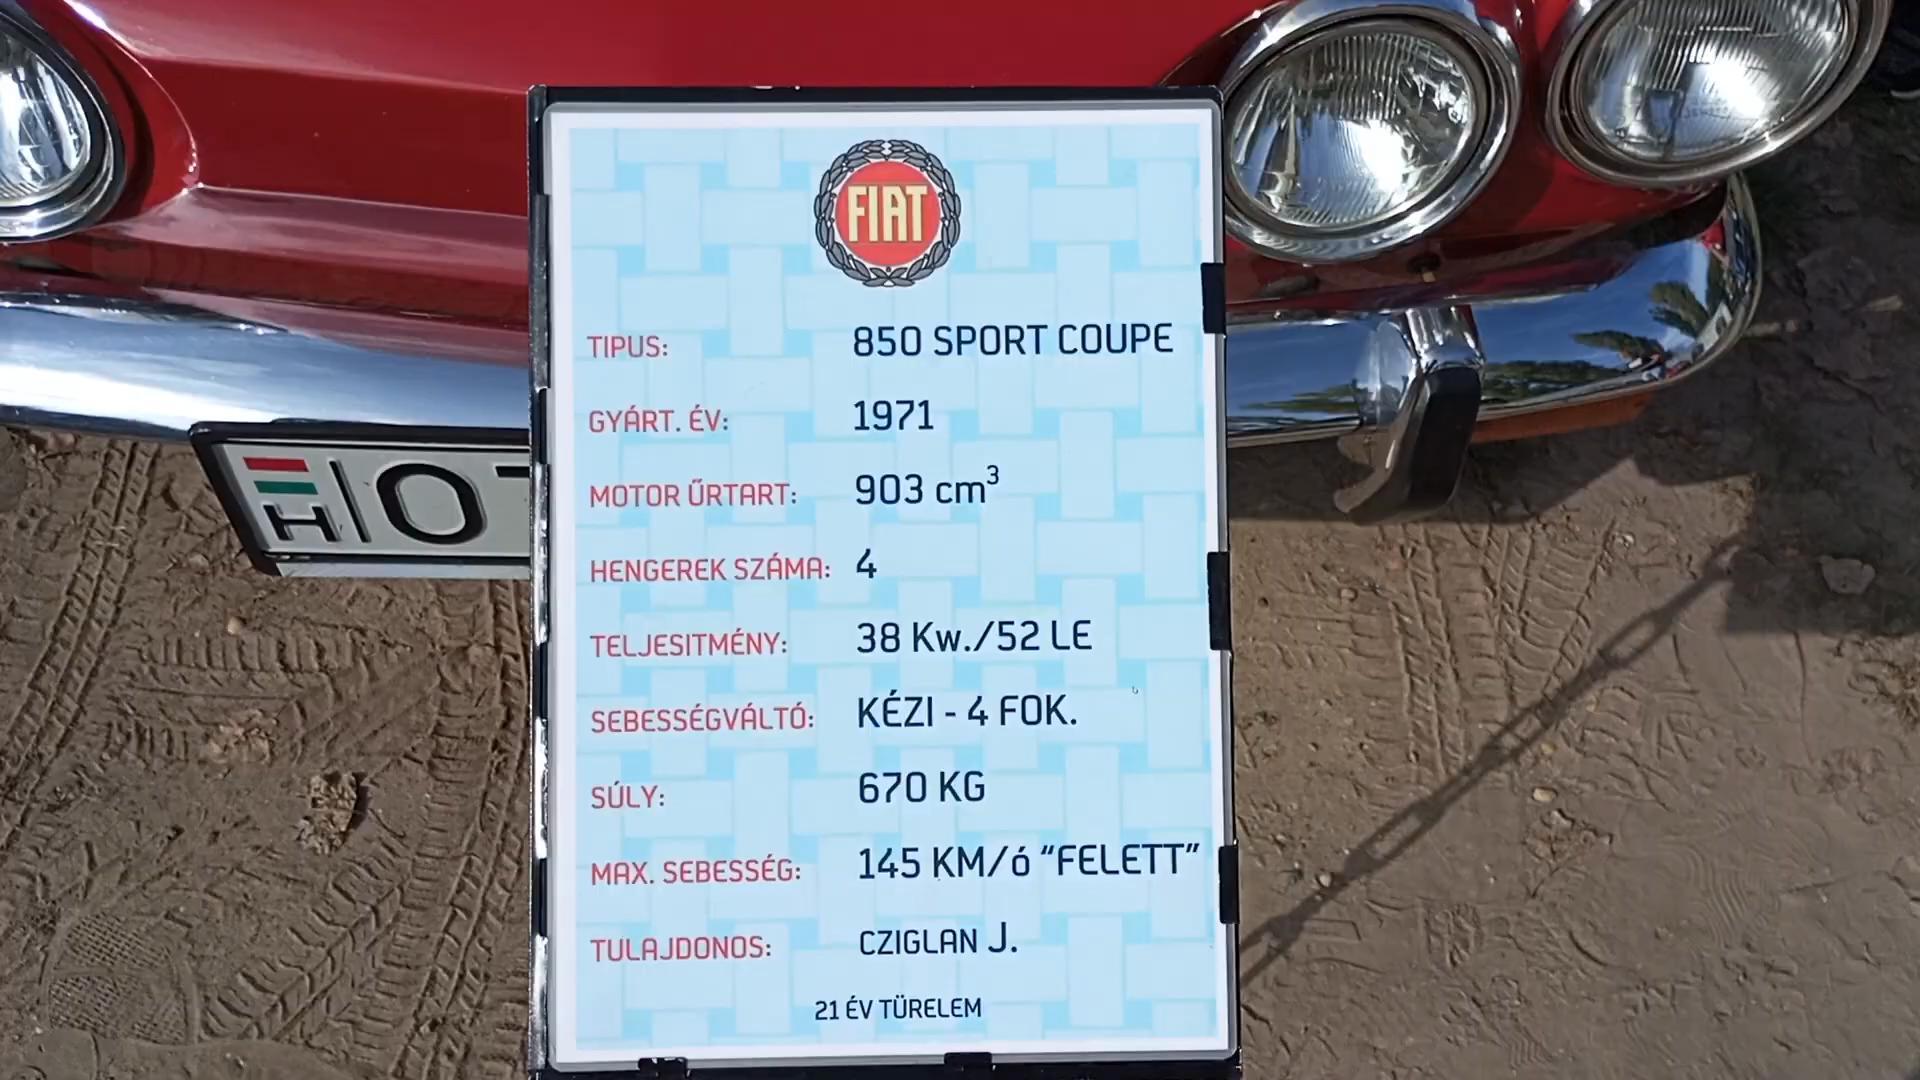 FIAT
TIPUS: 850 SPORT COUPE
GYÁRT. ÉV: 1971
MOTOR ŰRTART: 903 cm³
HENGEREK SZÁMA: 4
TELJESITMÉNY: 38 Kw./52 LE
SEBESSÉGVÁLTÓ: KÉZI - 4 FOK.
SÚLY: 670 KG
MAX. SEBESSÉG: 145 KM/ó “FELETT”
TULAJDONOS: CZIGLAN J.
21 ÉV TÜRELEM
H OT